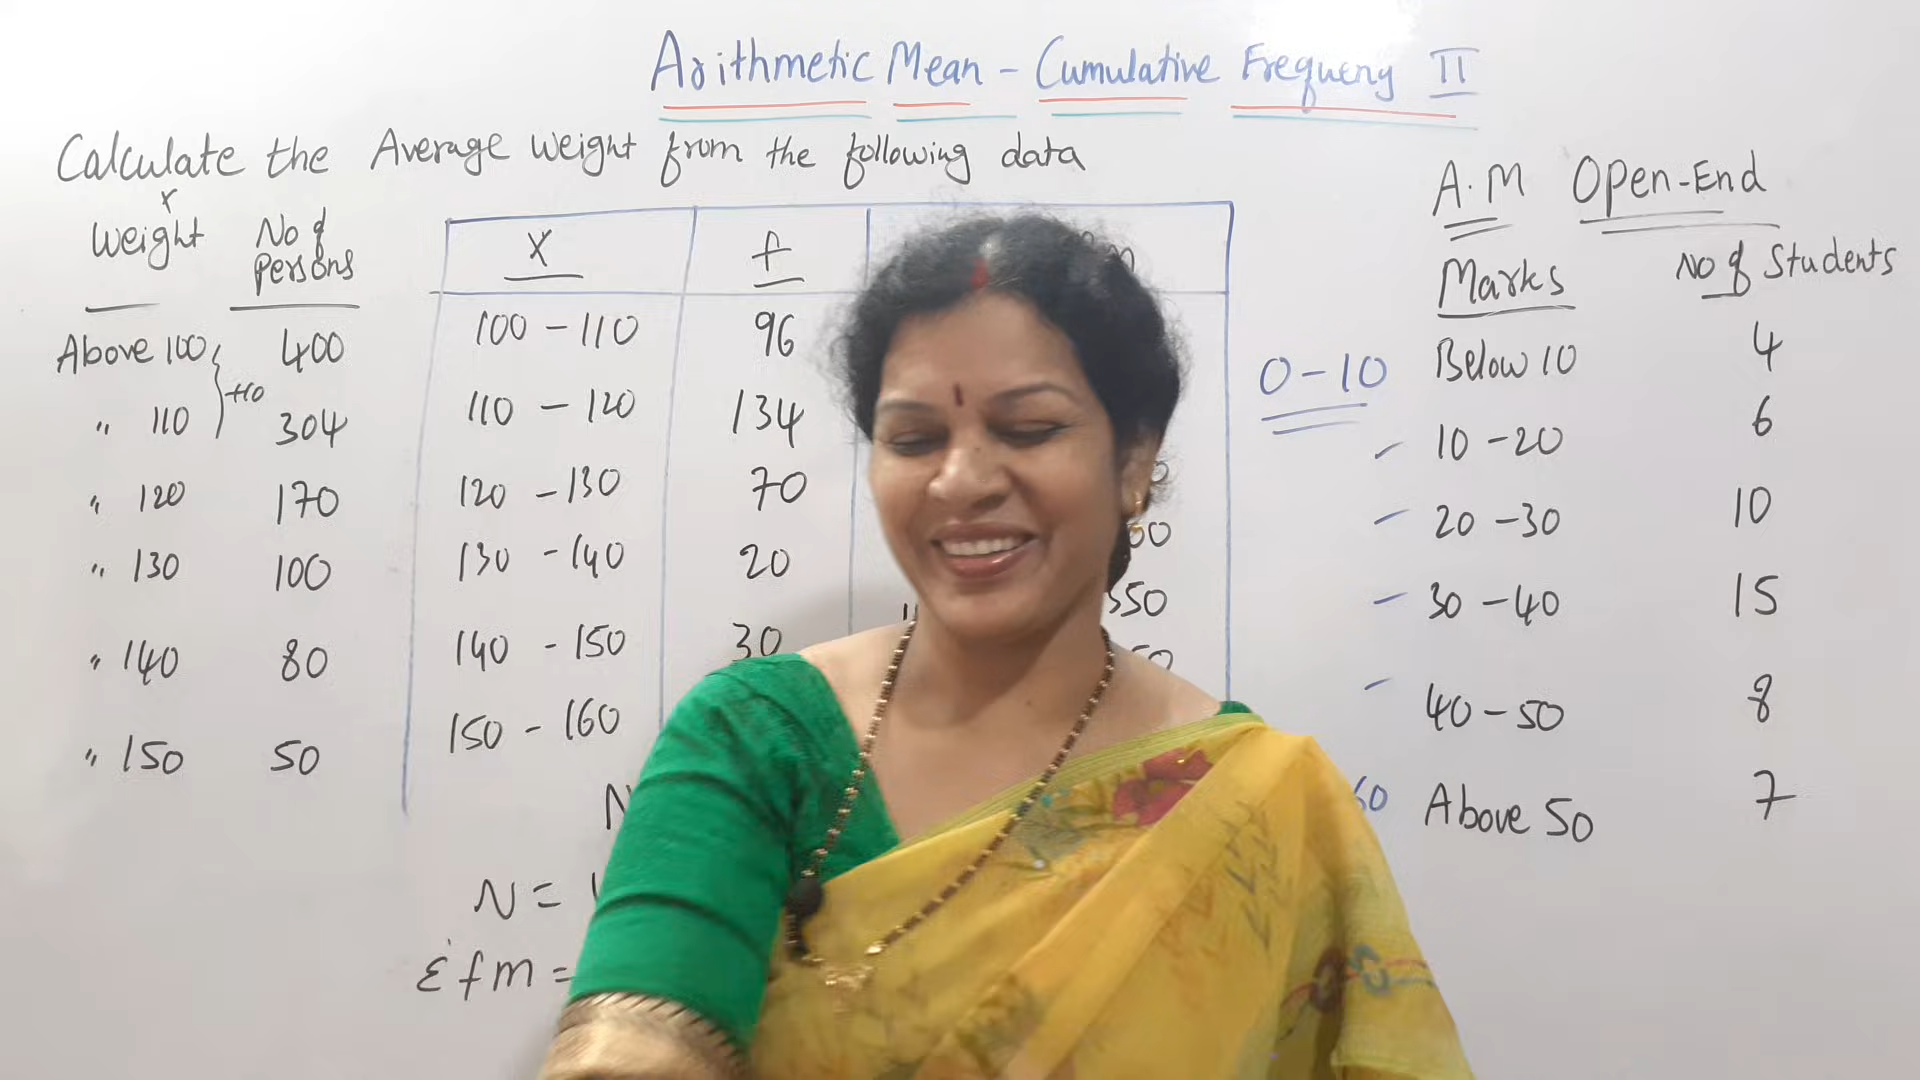 Arithmetic Mean - Cumulative Frequency II
Calculate the Average weight from the following data
x
Weight No of Persons
Above 100 400
" 110 304
+10
" 120 170
" 130 100
" 140 80
" 150 50
X f
100 - 110 96
110 - 120 134
120 - 130 70
130 - 140 20
140 - 150 30
150 - 160
N
N =
Σfm =
A.M Open-End
Marks No of Students
0-10 Below 10 4
10-20 6
20-30 10
30-40 15
40-50 8
Above 50 7